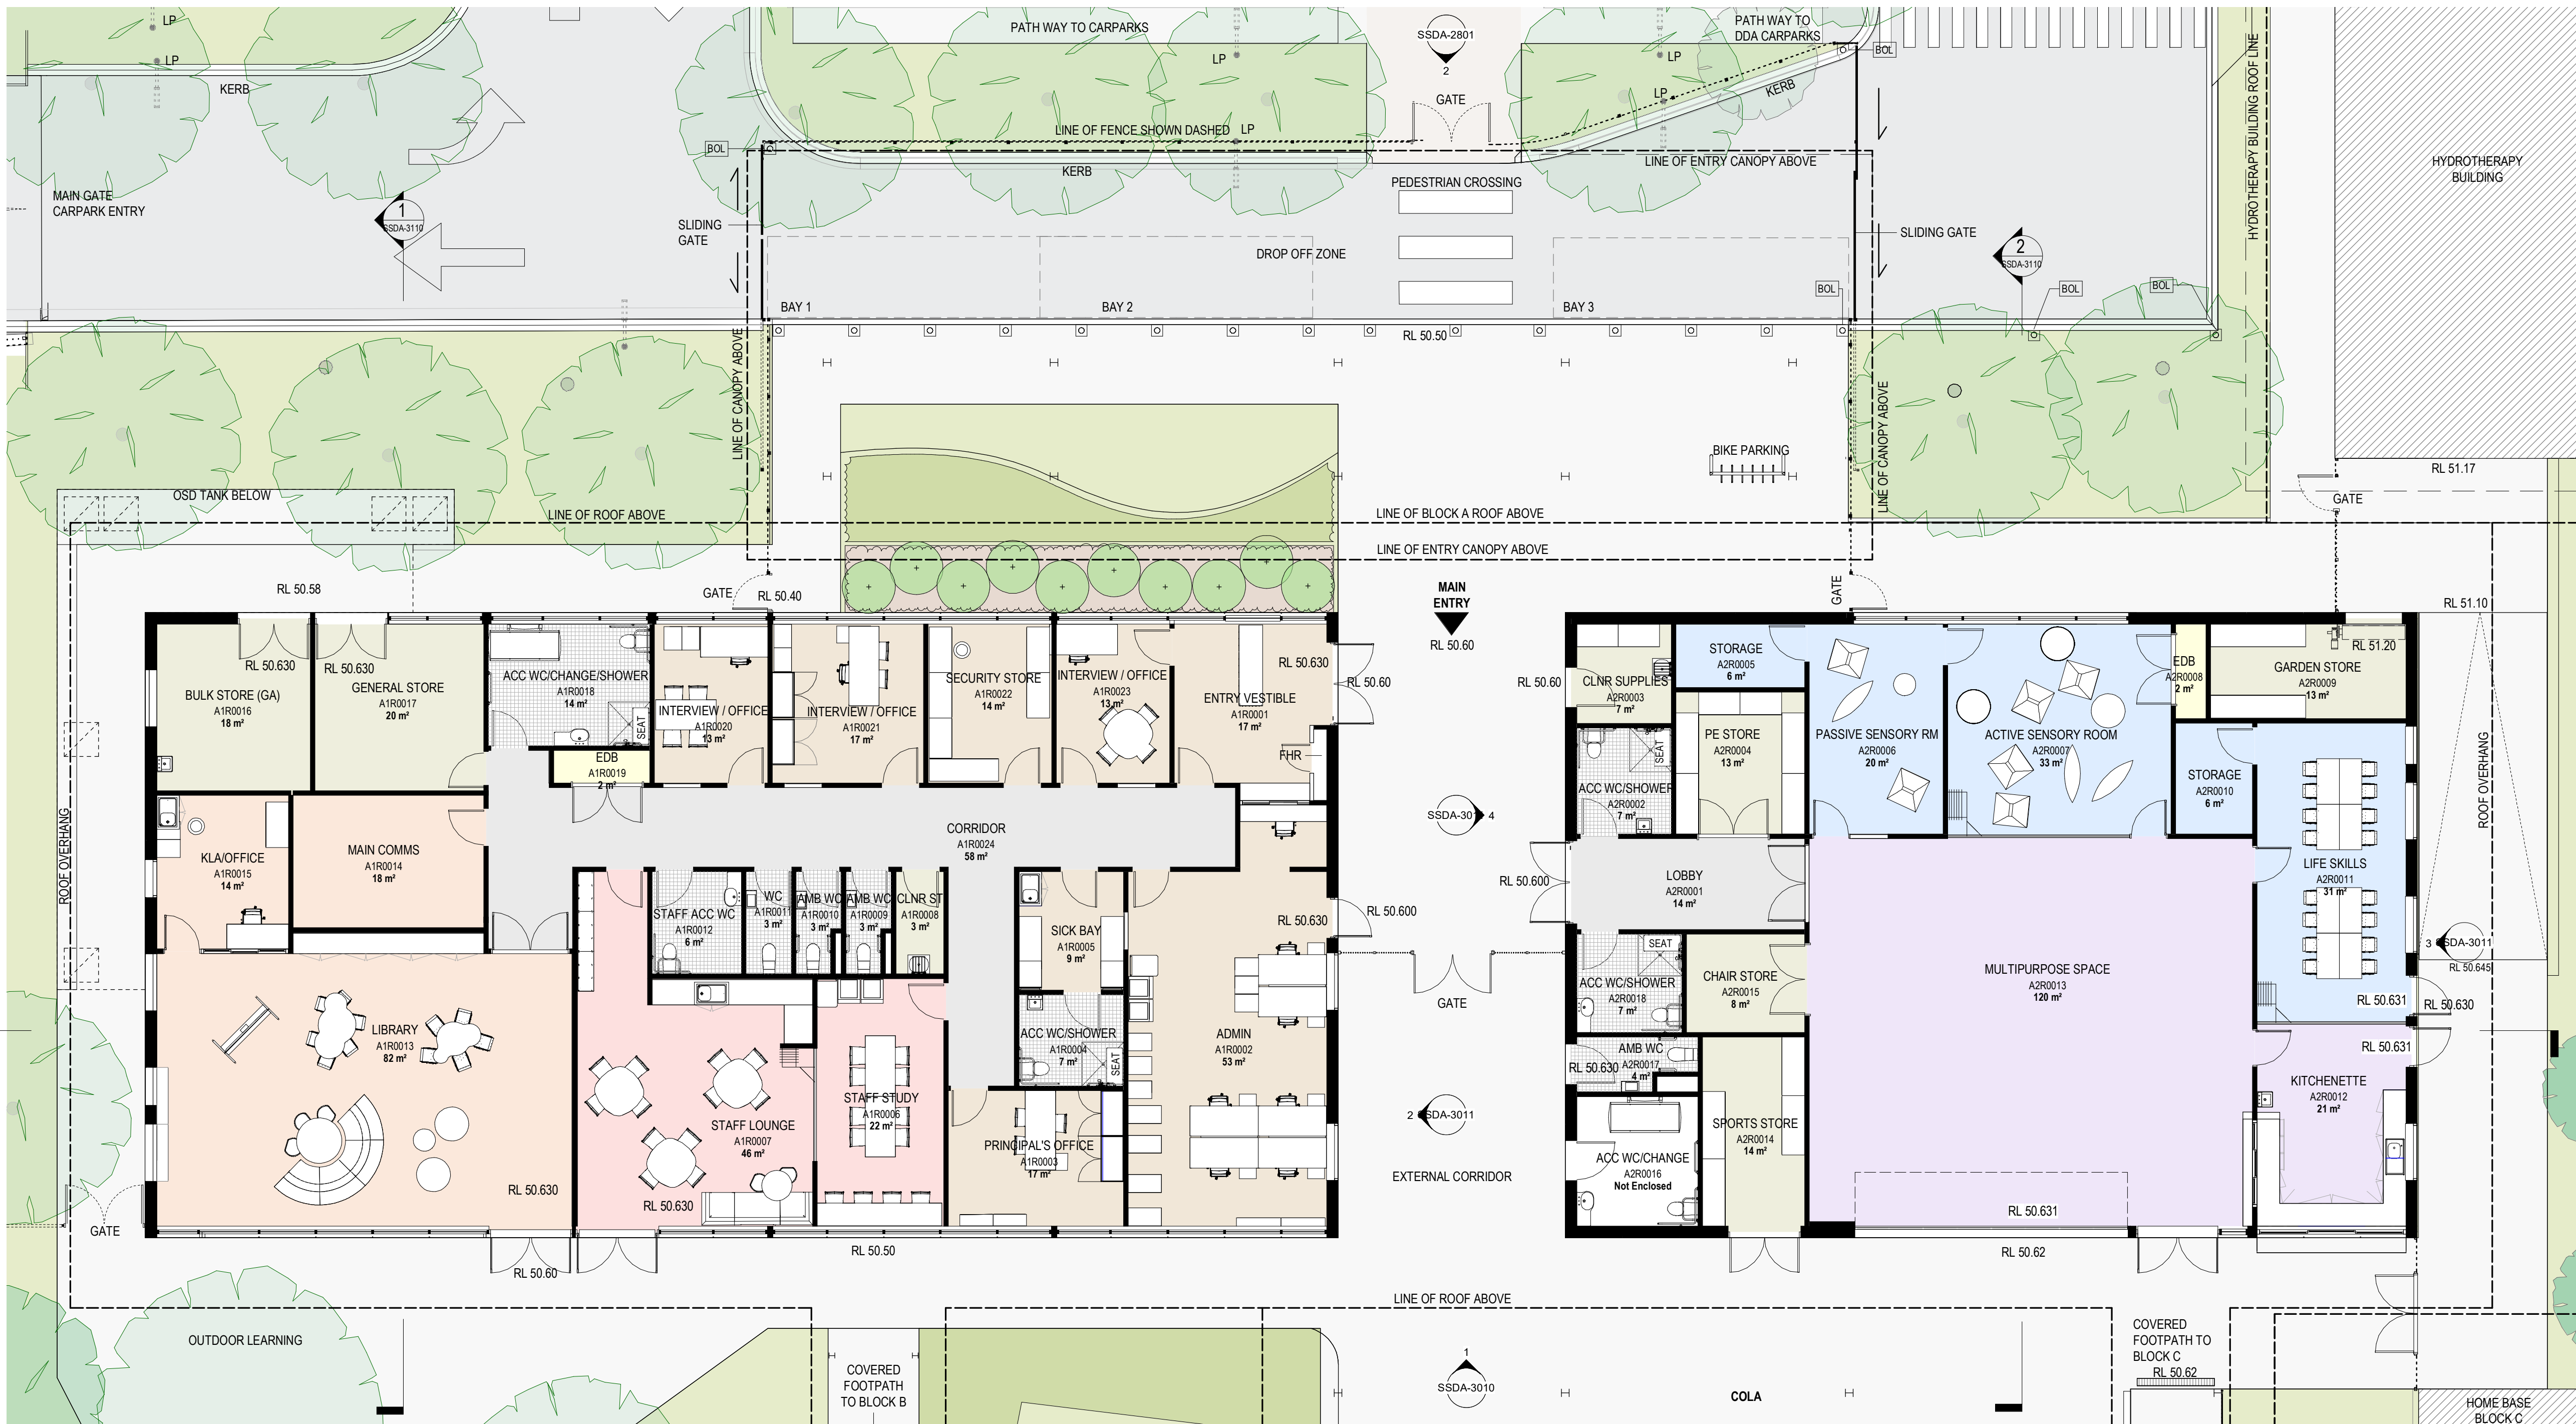 LP
PATH WAY TO CARPARKS
SSDA-2801
2
PATH WAY TO
DDA CARPARKS
BOL
LP
LP
LP
KERB
LP
GATE
KERB
LINE OF FENCE SHOWN DASHED
LP
BOL
KERB
LINE OF ENTRY CANOPY ABOVE
HYDROTHERAPY BUILDING ROOF LINE
HYDROTHERAPY
BUILDING
PEDESTRIAN CROSSING
MAIN GATE
CARPARK ENTRY
1
SSDA-3110
SLIDING
GATE
SLIDING GATE
2
SSDA-3110
DROP OFF ZONE
BOL
BOL
BOL
BAY 1
BAY 2
BAY 3
RL 50.50
LINE OF CANOPY ABOVE
LINE OF CANOPY ABOVE
BIKE PARKING
RL 51.17
GATE
OSD TANK BELOW
LINE OF ROOF ABOVE
LINE OF BLOCK A ROOF ABOVE
LINE OF ENTRY CANOPY ABOVE
RL 50.58
GATE
RL 50.40
MAIN
ENTRY
RL 50.60
GATE
RL 51.10
RL 50.630
BULK STORE (GA)
A1R0016
18 m²
RL 50.630
GENERAL STORE
A1R0017
20 m²
ACC WC/CHANGE/SHOWER
A1R0018
14 m²
SEAT
INTERVIEW / OFFICE
A1R0020
13 m²
INTERVIEW / OFFICE
A1R0021
17 m²
SECURITY STORE
A1R0022
14 m²
INTERVIEW / OFFICE
A1R0023
13 m²
RL 50.630
ENTRY VESTIBLE
A1R0001
17 m²
RL 50.60
FHR
EDB
A1R0019
2 m²
RL 50.60
CLNR SUPPLIES
A2R0003
7 m²
STORAGE
A2R0005
6 m²
PE STORE
A2R0004
13 m²
PASSIVE SENSORY RM
A2R0006
20 m²
ACTIVE SENSORY ROOM
A2R0007
33 m²
EDB
A2R0008
2 m²
RL 51.20
GARDEN STORE
A2R0009
13 m²
STORAGE
A2R0010
6 m²
ROOF OVERHANG
SEAT
ACC WC/SHOWER
A2R0002
7 m²
ROOF OVERHANG
KLA/OFFICE
A1R0015
14 m²
MAIN COMMS
A1R0014
18 m²
CORRIDOR
A1R0024
58 m²
4
LIFE SKILLS
A2R0011
31 m²
LOBBY
A2R0001
14 m²
RL 50.600
STAFF ACC WC
A1R0012
6 m²
WC
A1R0011
3 m²
AMB WC
A1R0010
3 m²
AMB WC
A1R0009
3 m²
CLNR ST
A1R0008
3 m²
SICK BAY
A1R0005
9 m²
RL 50.630
RL 50.600
3
SSDA-3011
RL 50.645
SEAT
ACC WC/SHOWER
A2R0018
7 m²
CHAIR STORE
A2R0015
8 m²
MULTIPURPOSE SPACE
A2R0013
120 m²
GATE
RL 50.631
RL 50.630
LIBRARY
A1R0013
82 m²
ACC WC/SHOWER
A1R0004
7 m²
SEAT
ADMIN
A1R0002
53 m²
RL 50.631
AMB WC
A2R0017
4 m²
RL 50.630
KITCHENETTE
A2R0012
21 m²
STAFF STUDY
A1R0006
22 m²
STAFF LOUNGE
A1R0007
46 m²
PRINCIPAL'S OFFICE
A1R0003
17 m²
2
SSDA-3011
SPORTS STORE
A2R0014
14 m²
ACC WC/CHANGE
A2R0016
Not Enclosed
EXTERNAL CORRIDOR
RL 50.630
RL 50.630
RL 50.631
GATE
RL 50.60
RL 50.50
RL 50.62
LINE OF ROOF ABOVE
OUTDOOR LEARNING
COVERED
FOOTPATH
TO BLOCK B
1
SSDA-3010
COLA
COVERED
FOOTPATH TO
BLOCK C
RL 50.62
HOME BASE
BLOCK C